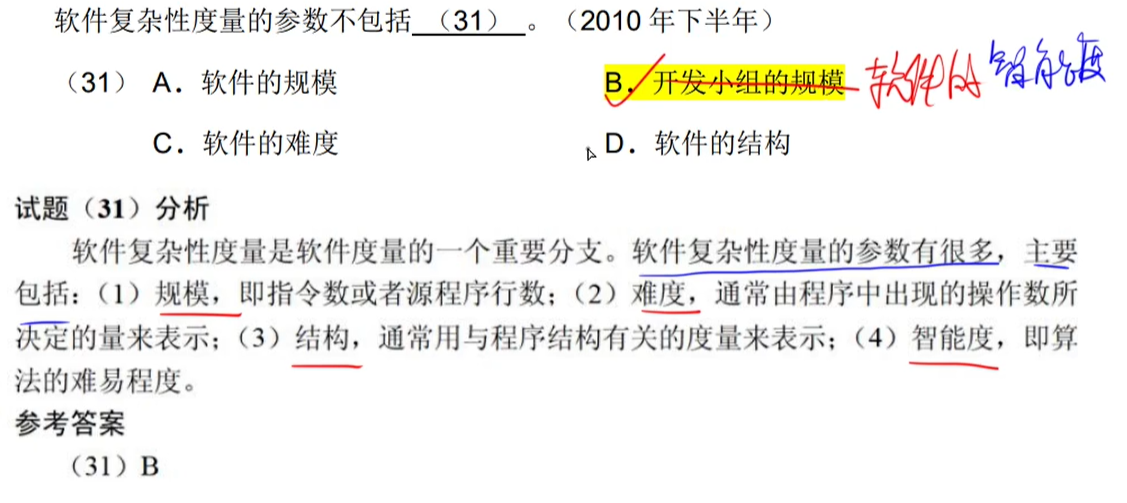 软件复杂性度量的参数不包括 （31） 。（2010 年下半年）
（31） A．软件的规模 B．开发小组的规模 软件的 智能度
C．软件的难度 D．软件的结构
试题（31）分析
软件复杂性度量是软件度量的一个重要分支。软件复杂性度量的参数有很多，主要
包括：（1）规模，即指令数或者源程序行数；（2）难度，通常由程序中出现的操作数所
决定的量来表示；（3）结构，通常用与程序结构有关的度量来表示；（4）智能度，即算
法的难易程度。
参考答案
（31）B